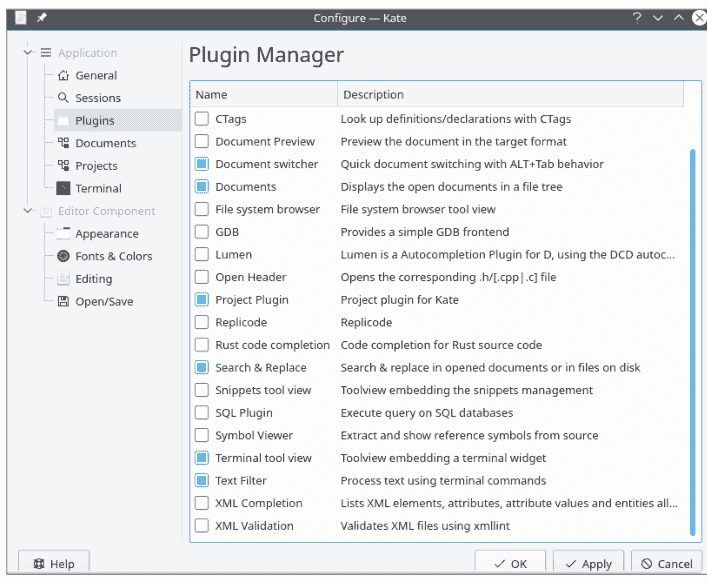 Configure — Kate
Application
General
Sessions
Plugins
Documents
Projects
Terminal
Editor Component
Appearance
Fonts & Colors
Editing
Open/Save
Plugin Manager
Name Description
CTags Look up definitions/declarations with CTags
Document Preview Preview the document in the target format
Document switcher Quick document switching with ALT+Tab behavior
Documents Displays the open documents in a file tree
File system browser File system browser tool view
GDB Provides a simple GDB frontend
Lumen Lumen is a Autocompletion Plugin for D, using the DCD autoc...
Open Header Opens the corresponding .h/[.cpp|.c] file
Project Plugin Project plugin for Kate
Replicode Replicode
Rust code completion Code completion for Rust source code
Search & Replace Search & replace in opened documents or in files on disk
Snippets tool view Toolview embedding the snippets management
SQL Plugin Execute query on SQL databases
Symbol Viewer Extract and show reference symbols from source
Terminal tool view Toolview embedding a terminal widget
Text Filter Process text using terminal commands
XML Completion Lists XML elements, attributes, attribute values and entities all...
XML Validation Validates XML files using xmllint
Help OK Apply Cancel